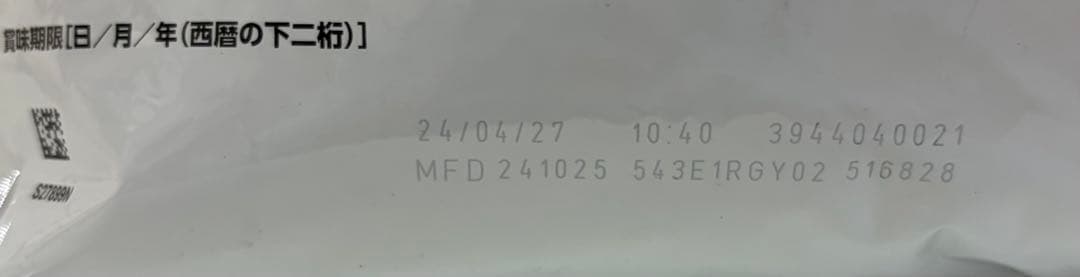 賞味期限[日/月/年(西暦の下二桁)]
24/04/27 10:40 3944040021
MFD 241025 543E1RGY02 516828
S27899N